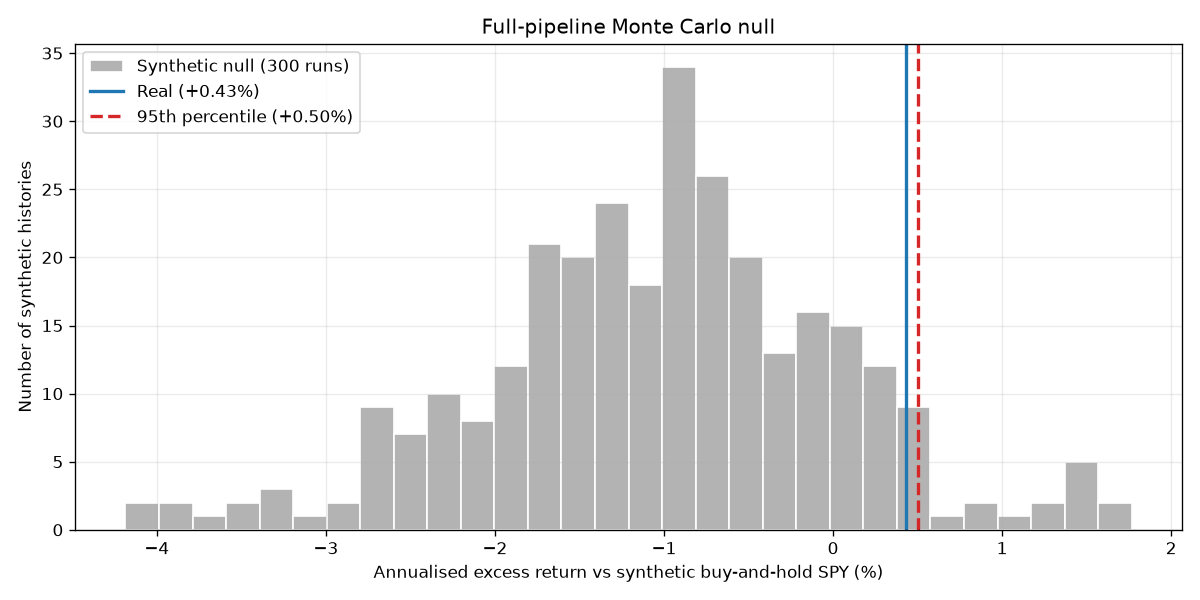 Full-pipeline Monte Carlo null
Synthetic null (300 runs)
Real (+0.43%)
95th percentile (+0.50%)
Number of synthetic histories
35
30
25
20
15
10
5
0
−4
−3
−2
−1
0
1
2
Annualised excess return vs synthetic buy-and-hold SPY (%)